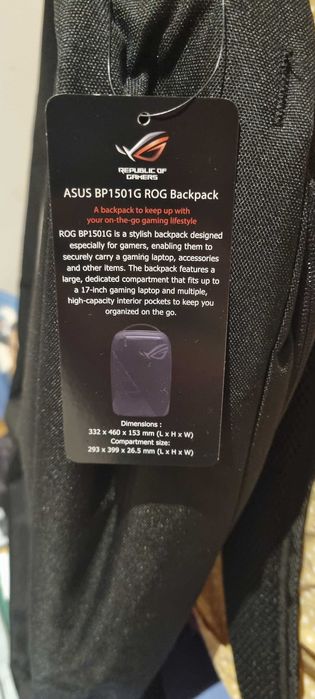 REPUBLIC OF
GAMERS
ASUS BP1501G ROG Backpack
A backpack to keep up with
your on-the-go gaming lifestyle
ROG BP1501G is a stylish backpack designed
especially for gamers, enabling them to
securely carry a gaming laptop, accessories
and other items. The backpack features a
large, dedicated compartment that fits up to
a 17-inch gaming laptop and multiple,
high-capacity interior pockets to keep you
organized on the go.
Dimensions :
332 x 460 x 153 mm (L x H x W)
Compartment size:
293 x 399 x 26.5 mm (L x H x W)